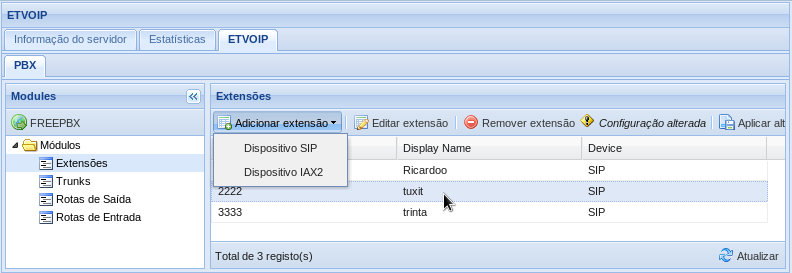 ETVOIP
Informação do servidor Estatísticas ETVOIP
PBX
Modules
FREEPBX
Módulos
Extensões
Trunks
Rotas de Saída
Rotas de Entrada
Extensões
Adicionar extensão Editar extensão Remover extensão Configuração alterada Aplicar alt
Dispositivo SIP
Dispositivo IAX2
Display Name Device
Ricardoo SIP
2222 tuxit SIP
3333 trinta SIP
Total de 3 registo(s) Atualizar